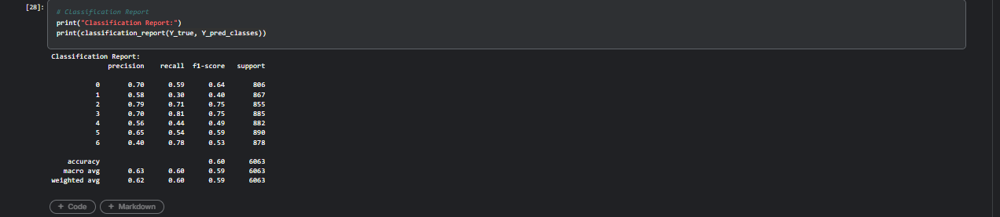 [28]:
# Classification Report
print("Classification Report:")
print(classification_report(Y_true, Y_pred_classes))
Classification Report:
precision recall f1-score support
0 0.70 0.59 0.64 806
1 0.58 0.30 0.40 867
2 0.79 0.71 0.75 855
3 0.70 0.81 0.75 885
4 0.56 0.44 0.49 882
5 0.65 0.54 0.59 890
6 0.40 0.78 0.53 878
accuracy 0.60 6063
macro avg 0.63 0.60 0.59 6063
weighted avg 0.62 0.60 0.59 6063
+ Code + Markdown